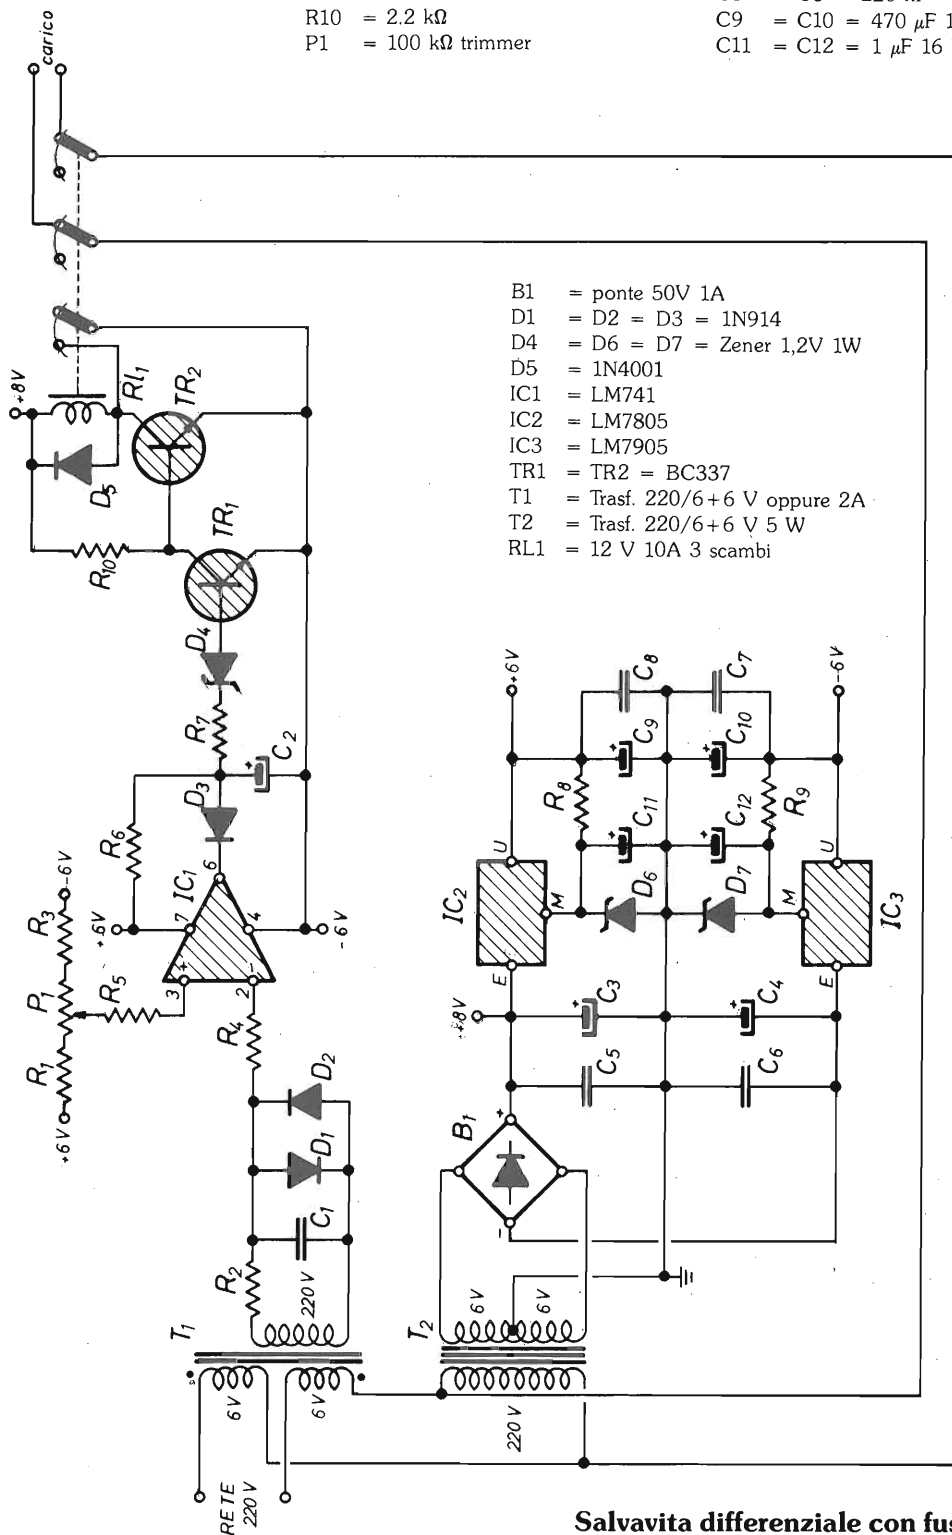 R10 = 2.2 kΩ
P1 = 100 kΩ trimmer
C9 = C10 = 470 µF 1
C11 = C12 = 1 µF 16
B1 = ponte 50V 1A
D1 = D2 = D3 = 1N914
D4 = D6 = D7 = Zener 1,2V 1W
D5 = 1N4001
IC1 = LM741
IC2 = LM7805
IC3 = LM7905
TR1 = TR2 = BC337
T1 = Trasf. 220/6+6 V oppure 2A
T2 = Trasf. 220/6+6 V 5 W
RL1 = 12 V 10A 3 scambi
carico
+8V
Rl1
TR2
D5
R10
TR1
D4
R7
C2
D3
R6
6
IC1
+6V
7
4
-6V
3
+
2
-
-6V
R3
P1
R1
+6V
R5
R4
D2
D1
C1
R2
220V
T1
6V
6V
RETE
220V
+6V
-6V
C8
C7
+
C9
+
C10
R8
R9
+
C11
+
C12
U
U
IC2
M
D6
D7
M
IC3
E
E
+8V
+
C3
+
C4
C5
C6
B1
+
-
T2
6V
6V
220V
Salvavita differenziale con fus